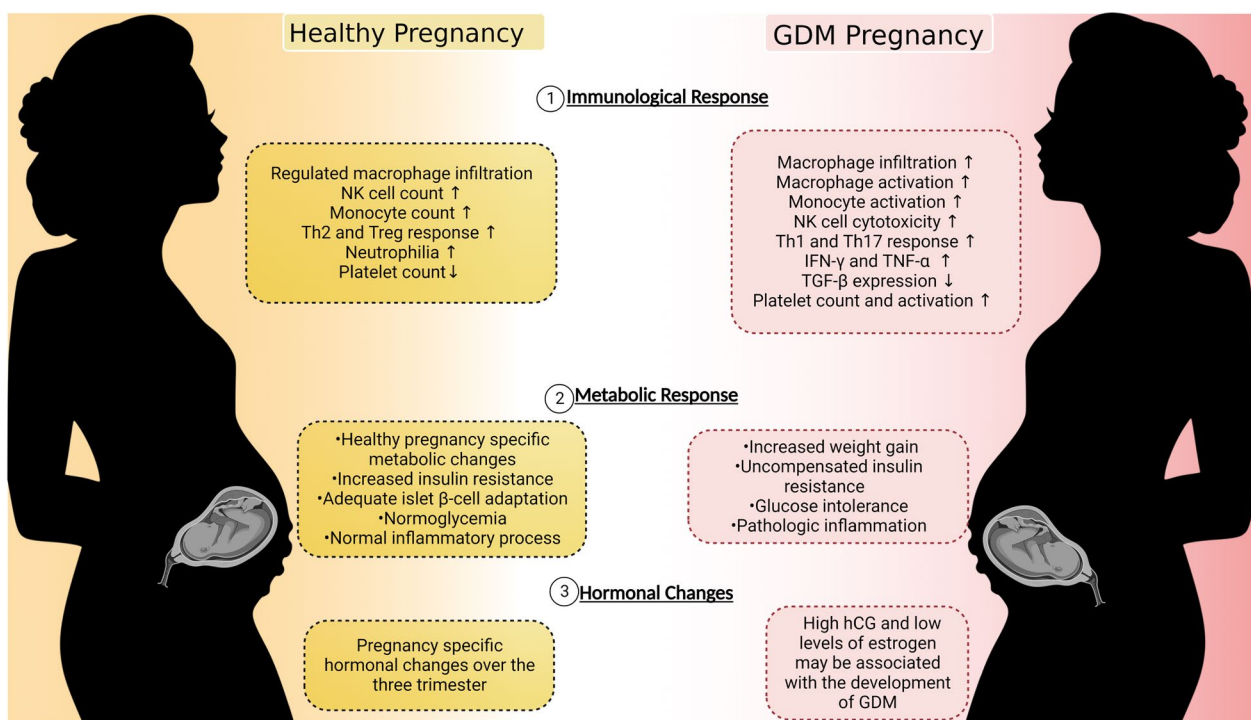 Healthy Pregnancy
GDM Pregnancy
1 Immunological Response
Regulated macrophage infiltration
NK cell count ↑
Monocyte count ↑
Th2 and Treg response ↑
Neutrophilia ↑
Platelet count↓
Macrophage infiltration ↑
Macrophage activation ↑
Monocyte activation ↑
NK cell cytotoxicity ↑
Th1 and Th17 response ↑
IFN-γ and TNF-α ↑
TGF-β expression ↓
Platelet count and activation ↑
2 Metabolic Response
•Healthy pregnancy specific
metabolic changes
•Increased insulin resistance
•Adequate islet β-cell adaptation
•Normoglycemia
•Normal inflammatory process
•Increased weight gain
•Uncompensated insulin
resistance
•Glucose intolerance
•Pathologic inflammation
3 Hormonal Changes
Pregnancy specific
hormonal changes over the
three trimester
High hCG and low
levels of estrogen
may be associated
with the development
of GDM